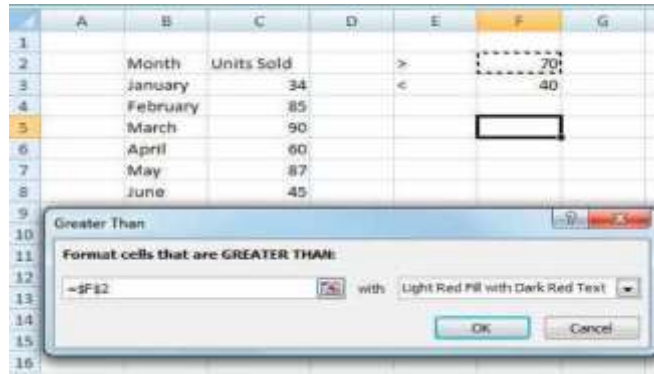 A B C D E F G
1
2 Month Units Sold > 70
3 January 34 < 40
4 February 85
5 March 90
6 April 60
7 May 87
8 June 45
9
Greater Than
10
11 Format cells that are GREATER THAN:
12
=$F$2 with Light Red Fill with Dark Red Text
13
14 OK Cancel
15
16